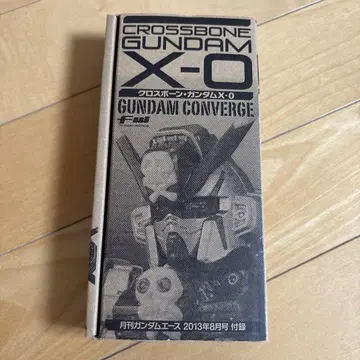 CROSSBONE
GUNDAM
X-0
クロスボーン・ガンダムX-0
GUNDAM CONVERGE
月刊ガンダムエース 2013年8月号 付録